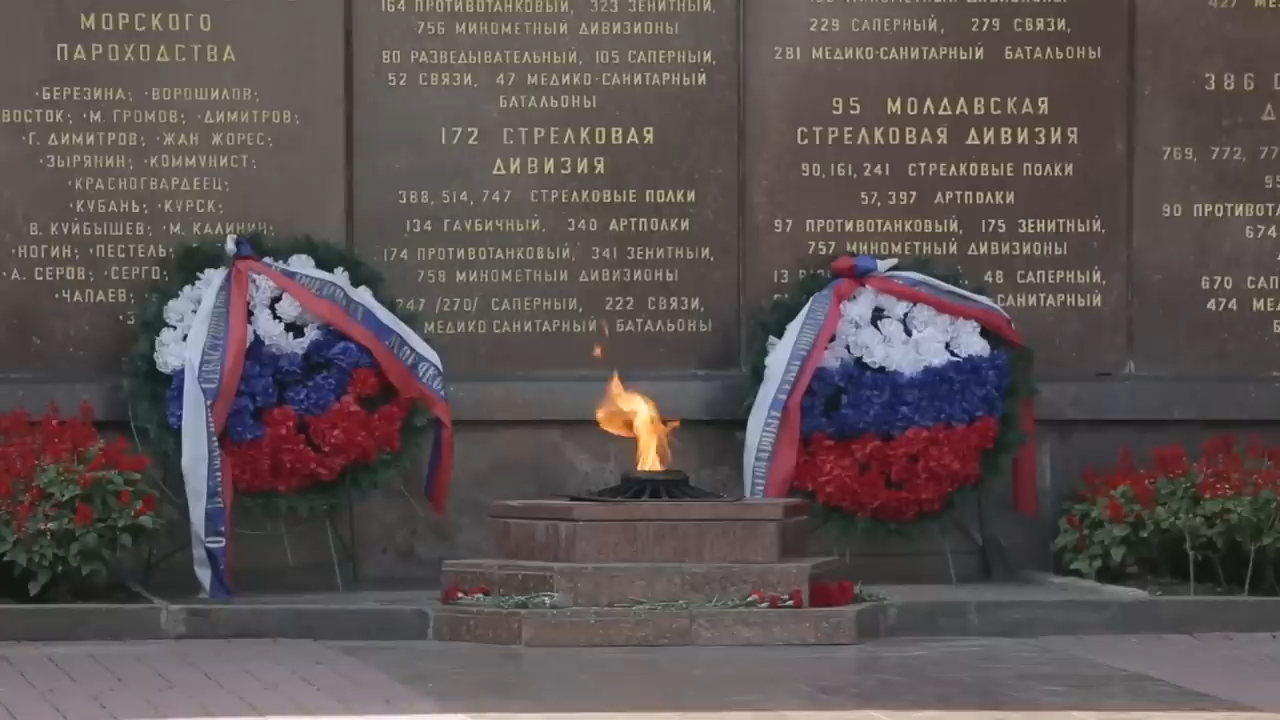 МОРСКОГО
ПАРОХОДСТВА
·БЕРЕЗИНА; ·ВОРОШИЛОВ;
ВОСТОК; ·М. ГРОМОВ; ·ДИМИТРОВ;
·Г. ДИМИТРОВ; ·ЖАН ЖОРЕС;
·ЗЫРЯНИН; ·КОММУНИСТ;
·КРАСНОГВАРДЕЕЦ;
·КУБАНЬ; ·КУРСК;
В. КУЙБЫШЕВ; ·М. КАЛИНИН;
·НОГИН; ·ПЕСТЕЛЬ
·А. СЕРОВ; ·СЕРГО
·ЧАПАЕВ;
164 ПРОТИВОТАНКОВЫЙ, 323 ЗЕНИТНЫЙ,
756 МИНОМЕТНЫЙ ДИВИЗИОНЫ
80 РАЗВЕДЫВАТЕЛЬНЫЙ, 105 САПЕРНЫЙ,
52 СВЯЗИ, 47 МЕДИКО-САНИТАРНЫЙ
БАТАЛЬОНЫ
172 СТРЕЛКОВАЯ
ДИВИЗИЯ
388, 514, 747 СТРЕЛКОВЫЕ ПОЛКИ
134 ГАУБИЧНЫЙ, 340 АРТПОЛКИ
174 ПРОТИВОТАНКОВЫЙ, 341 ЗЕНИТНЫЙ,
758 МИНОМЕТНЫЙ ДИВИЗИОНЫ
247 /270/ САПЕРНЫЙ, 222 СВЯЗИ,
МЕДИКО САНИТАРНЫЙ БАТАЛЬОНЫ
229 САПЕРНЫЙ, 279 СВЯЗИ,
281 МЕДИКО-САНИТАРНЫЙ БАТАЛЬОНЫ
95 МОЛДАВСКАЯ
СТРЕЛКОВАЯ ДИВИЗИЯ
90, 161, 241 СТРЕЛКОВЫЕ ПОЛКИ
57, 397 АРТПОЛКИ
97 ПРОТИВОТАНКОВЫЙ, 175 ЗЕНИТНЫЙ,
757 МИНОМЕТНЫЙ ДИВИЗИОНЫ
13 48 САПЕРНЫЙ,
САНИТАРНЫЙ БАТАЛЬОНЫ
427
386
769, 772, 77
90 ПРОТИВОТА
674
670 САП
474 МЕ